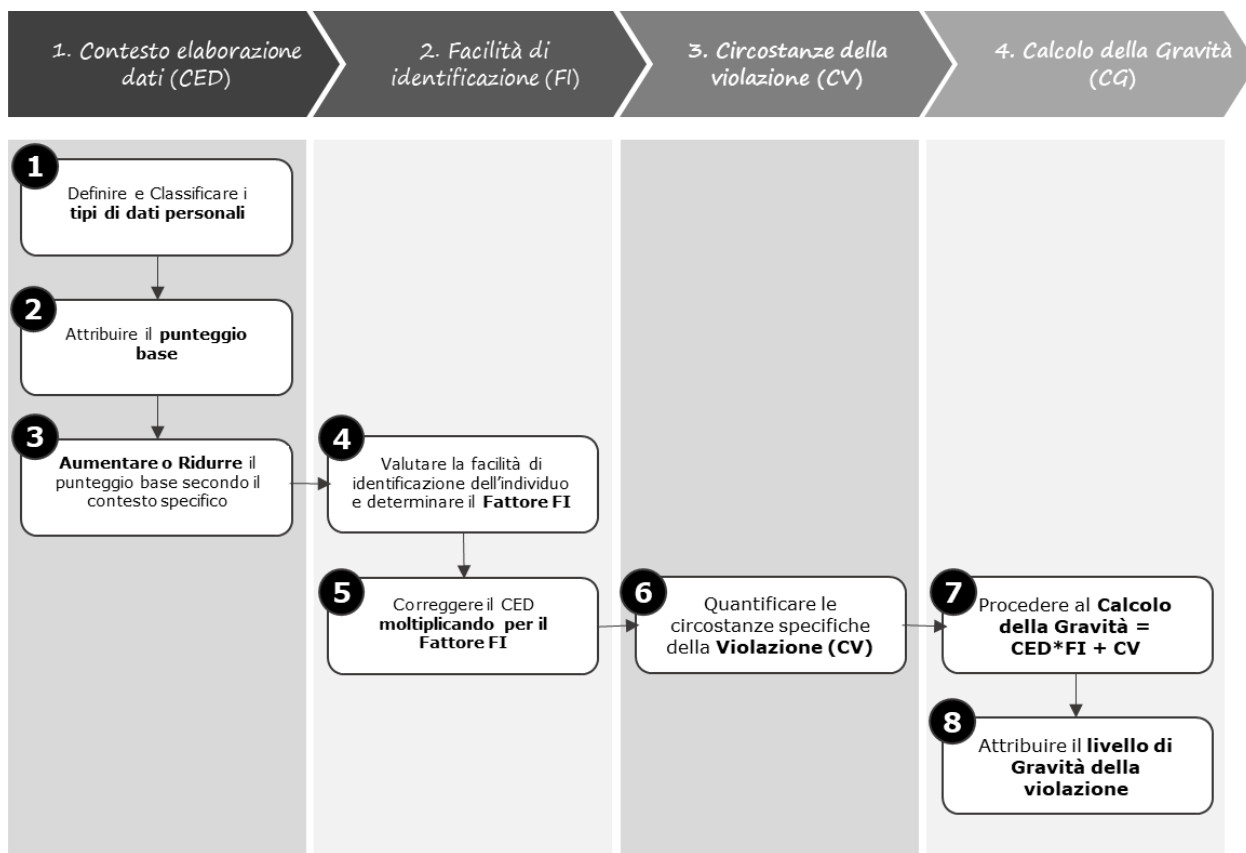 1. Contesto elaborazione
dati (CED)
2. Facilità di
identificazione (FI)
3. Circostanze della
violazione (CV)
4. Calcolo della Gravità
(CG)
1
Definire e Classificare i
tipi di dati personali
2
Attribuire il punteggio
base
3
Aumentare o Ridurre il
punteggio base secondo il
contesto specifico
4
Valutare la facilità di
identificazione dell'individuo
e determinare il Fattore FI
5
Correggere il CED
moltiplicando per il
Fattore FI
6
Quantificare le
circostanze specifiche
della Violazione (CV)
7
Procedere al Calcolo
della Gravità =
CED*FI + CV
8
Attribuire il livello di
Gravità della
violazione